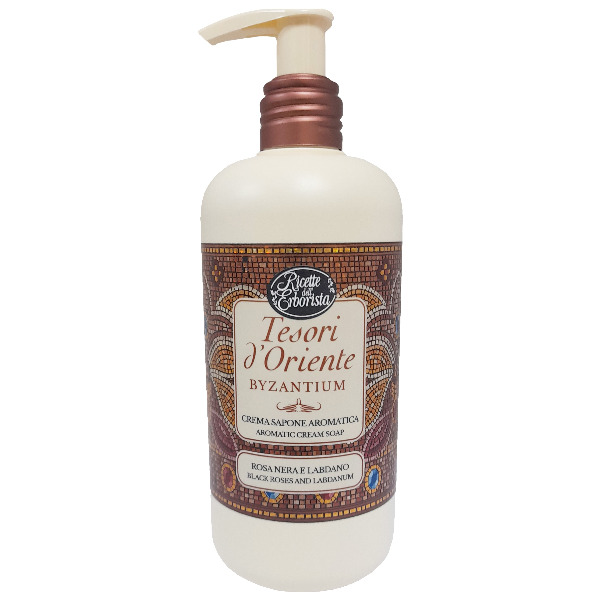 Ricette
dell'
Erborista
Tesori
d'Oriente
BYZANTIUM
CREMA SAPONE AROMATICA
AROMATIC CREAM SOAP
ROSA NERA E LABDANO
BLACK ROSES AND LABDANUM